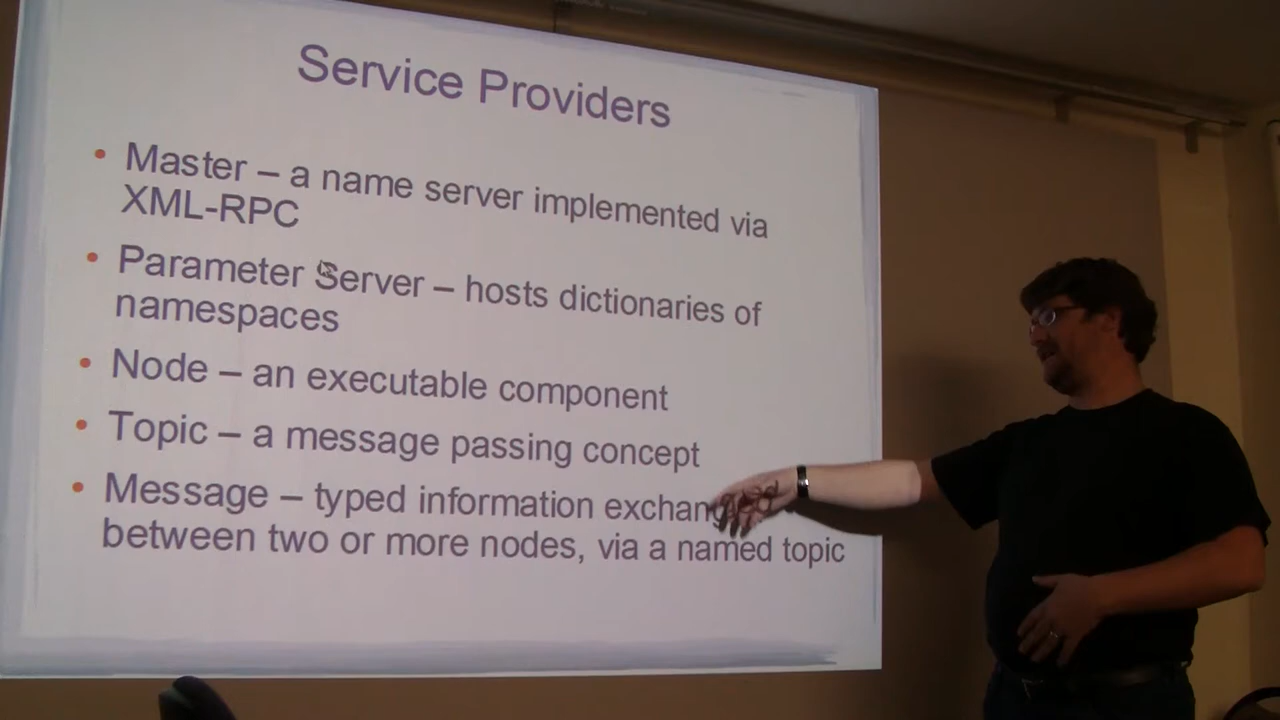 Service Providers
• Master – a name server implemented via
XML-RPC
• Parameter Server – hosts dictionaries of
namespaces
• Node – an executable component
• Topic – a message passing concept
• Message – typed information
between two or more nodes, via a named topic